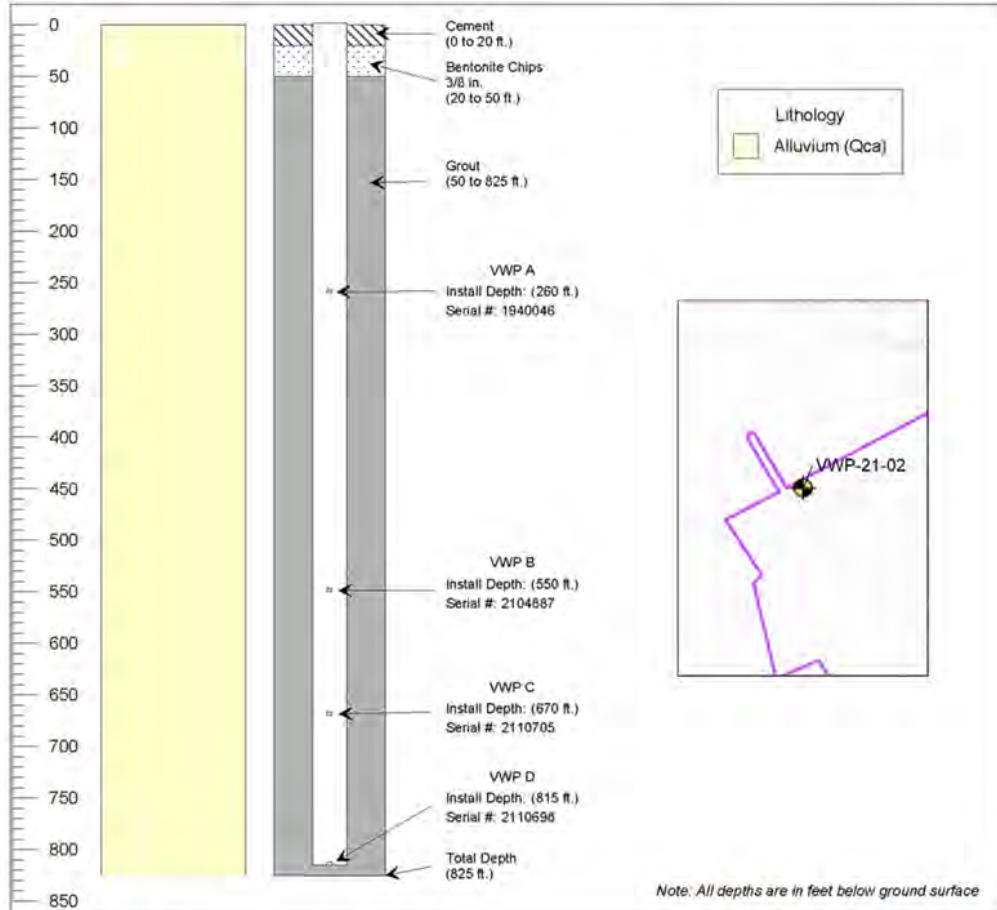 0
50
100
150
200
250
300
350
400
450
500
550
600
650
700
750
800
850
Cement
(0 to 20 ft.)
Bentonite Chips
3/8 in.
(20 to 50 ft.)
Grout
(50 to 825 ft.)
VWP A
Install Depth: (260 ft.)
Serial #: 1940046
VWP B
Install Depth: (550 ft.)
Serial #: 2104887
VWP C
Install Depth: (670 ft.)
Serial #: 2110705
VWP D
Install Depth: (815 ft.)
Serial #: 2110698
Total Depth
(825 ft.)
Lithology
Alluvium (Qca)
VWP-21-02
Note: All depths are in feet below ground surface